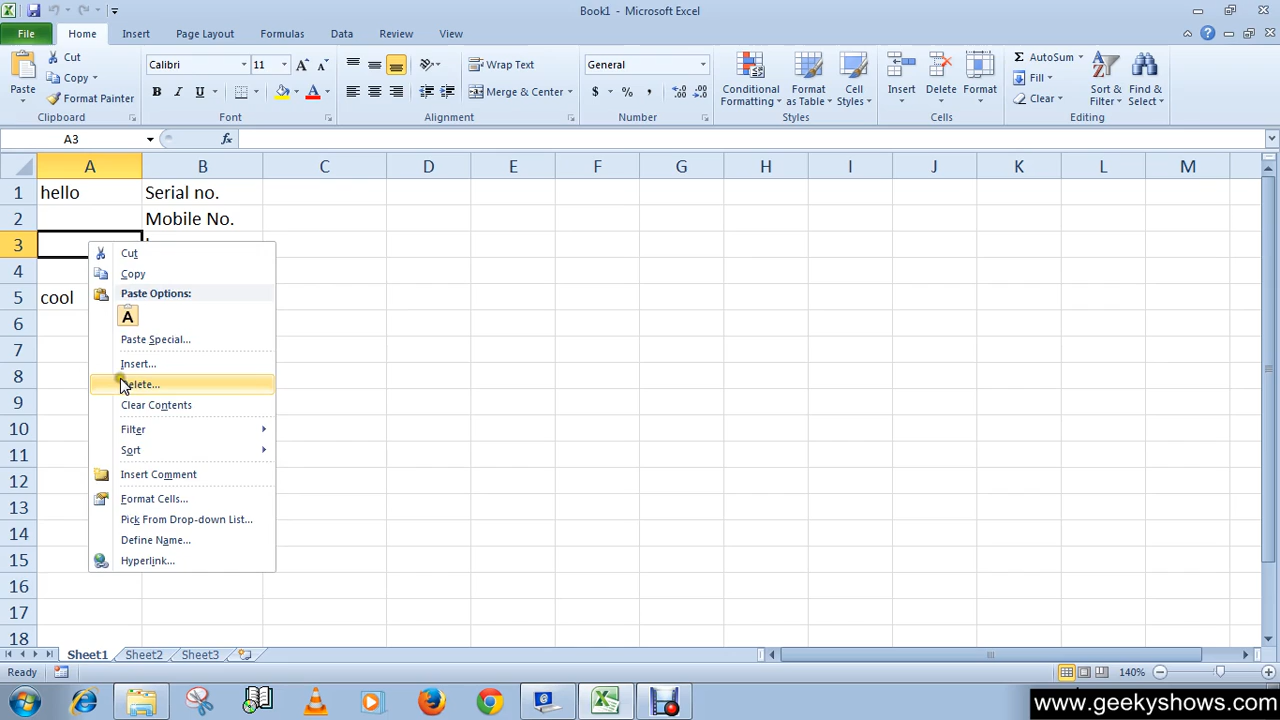 Book1 - Microsoft Excel
File Home Insert Page Layout Formulas Data Review View
Paste
Cut
Copy
Format Painter
Clipboard
Calibri 11
B I U
Font
Wrap Text
Merge & Center
Alignment
General
$ % ,
Number
Conditional Formatting
Format as Table
Cell Styles
Styles
Insert
Delete
Format
Cells
Σ AutoSum
Fill
Clear
Sort & Filter
Find & Select
Editing
A3 fx
A B C D E F G H I J K L M
1 hello Serial no.
2 Mobile No.
3
4
5 cool
6
7
8
9
10
11
12
13
14
15
16
17
18
Cut
Copy
Paste Options:
A
Paste Special...
Insert...
Clear Contents
Filter
Sort
Insert Comment
Format Cells...
Pick From Drop-down List...
Define Name...
Hyperlink...
Sheet1 Sheet2 Sheet3
Ready 140%
www.geekyshows.com